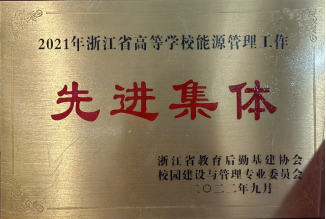 2021年浙江省高等学校能源管理工作
先进集体
浙江省教育后勤基建协会
校园建设与管理专业委员会
二〇二二年九月